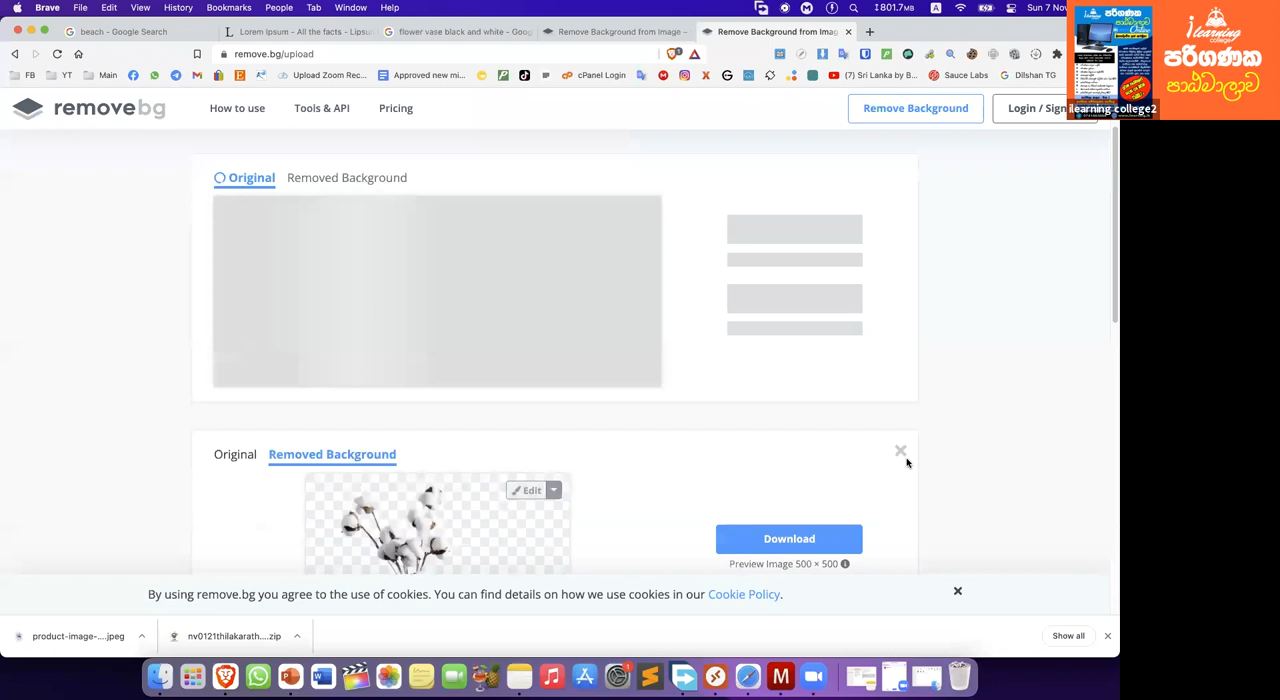 Brave File Edit View History Bookmarks People Tab Window Help
801.7MB A Sun 7 Nov
beach - Google Search
Lorem Ipsum - All the facts - Lipsu
flower vase black and white - Goog
Remove Background from Image –
Remove Background from Imag
remove.bg/upload
FB YT Main Upload Zoom Rec... Approved new mi... cPanel Login (7) Sri Lanka by B... Sauce Labs Dilshan TG
removebg
How to use Tools & API Pricing
Remove Background
Login / Sign
i learning
college
පරිගණක
පාඨමාලාව
ilearning college2
Original Removed Background
Original Removed Background
Edit
Download
Preview Image 500 × 500
By using remove.bg you agree to the use of cookies. You can find details on how we use cookies in our Cookie Policy.
product-image-....jpeg
nv0121thilakarath....zip
Show all